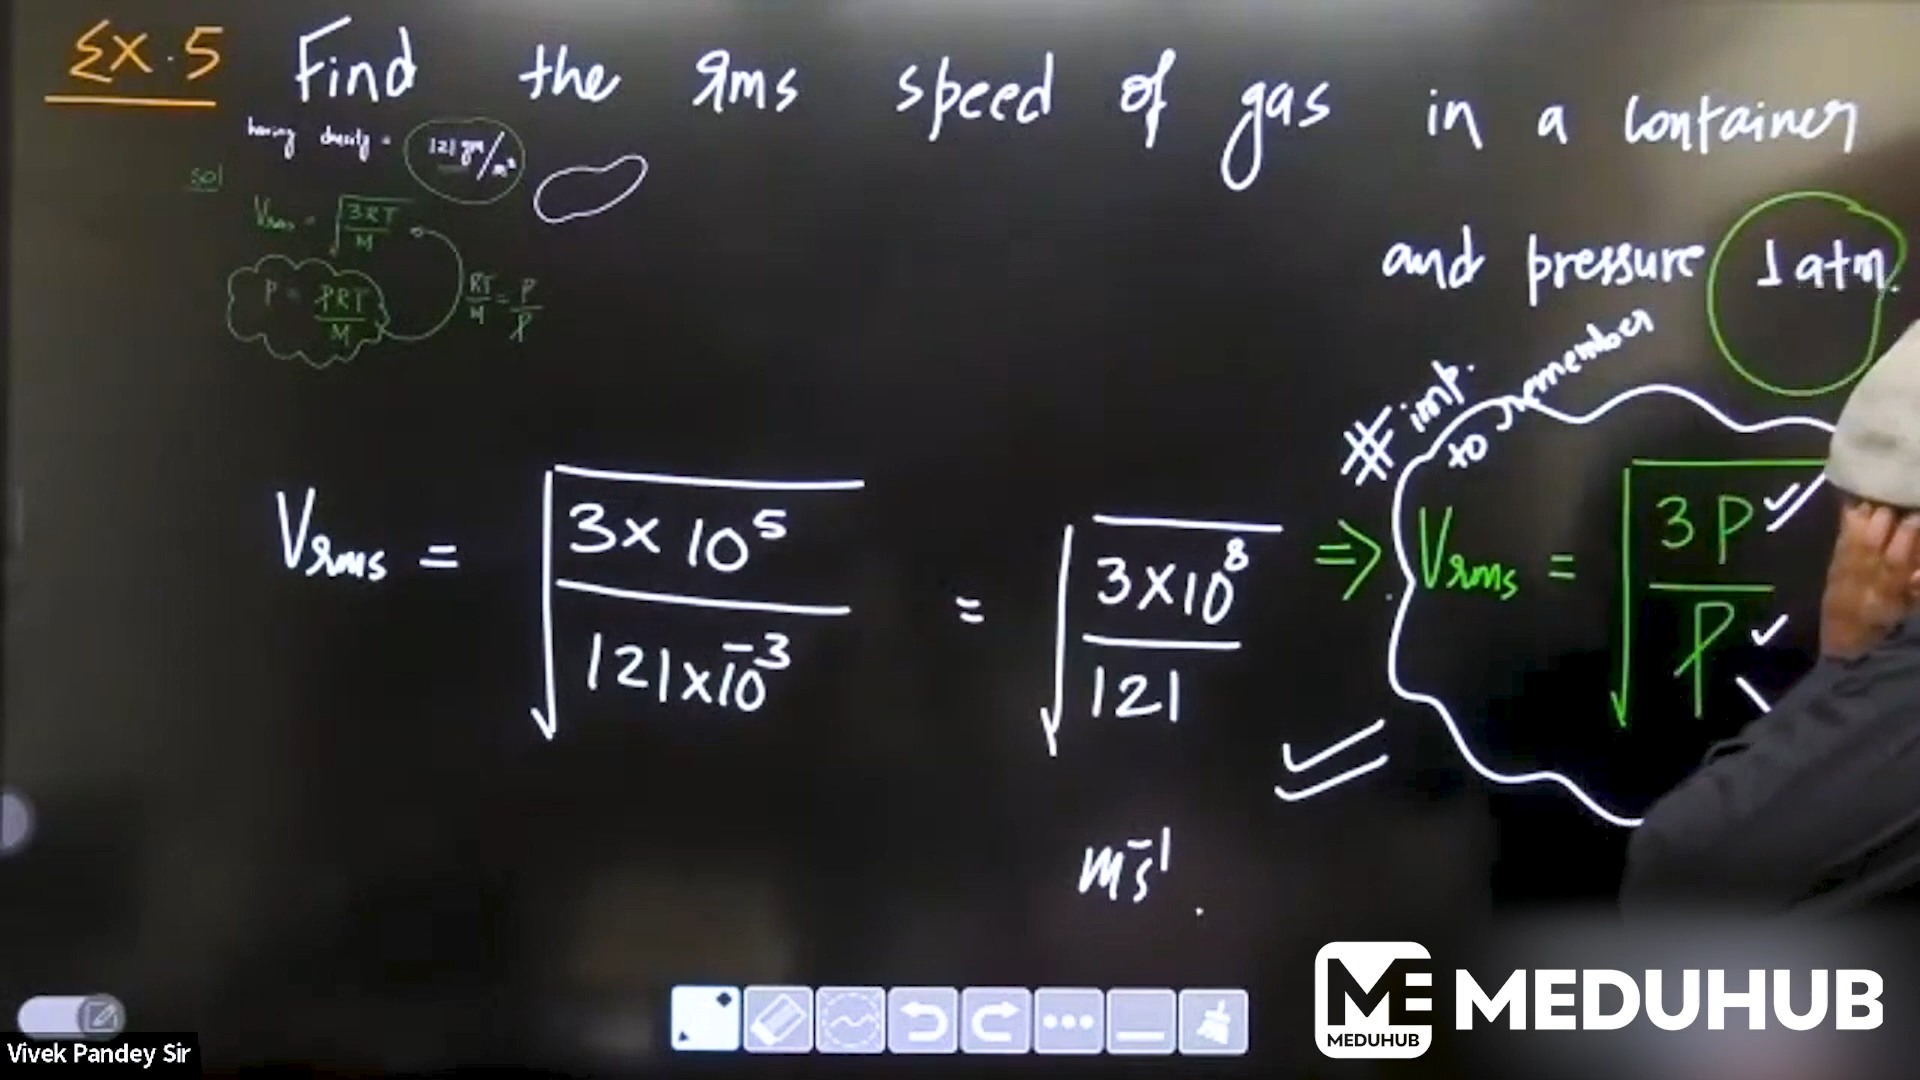 Ex.5 Find the rms speed of gas in a container
having density = 121 gm/m³
and pressure 1 atm.
sol
Vrms = √(3RT/M)
P = ρRT/M
RT/M = P/ρ
# imp. to remember
Vrms = √(3×10⁵/121×10⁻³) = √(3×10⁸/121)
⇒ Vrms = √(3P/ρ)
ms⁻¹.
ME MEDUHUB
MEDUHUB
Vivek Pandey Sir